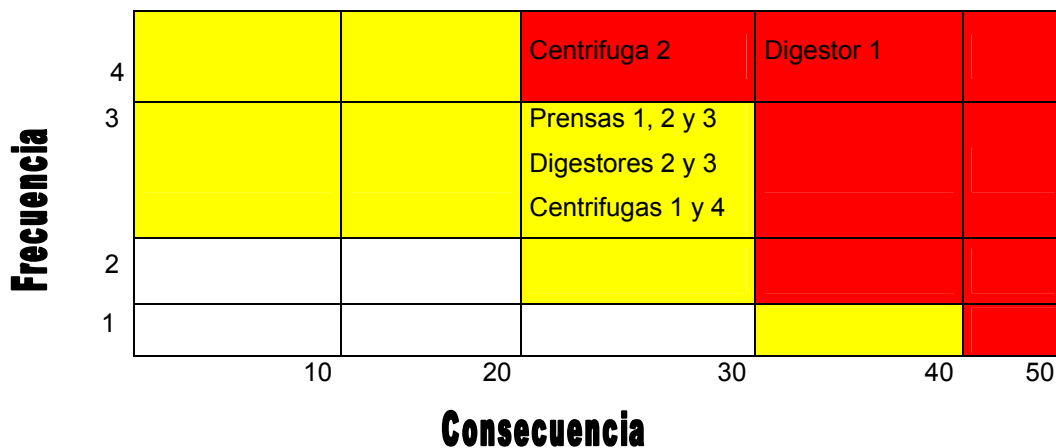 4
Centrifuga 2
Digestor 1
3
Prensas 1, 2 y 3
Digestores 2 y 3
Centrifugas 1 y 4
Frecuencia
2
1
10
20
30
40
50
Consecuencia